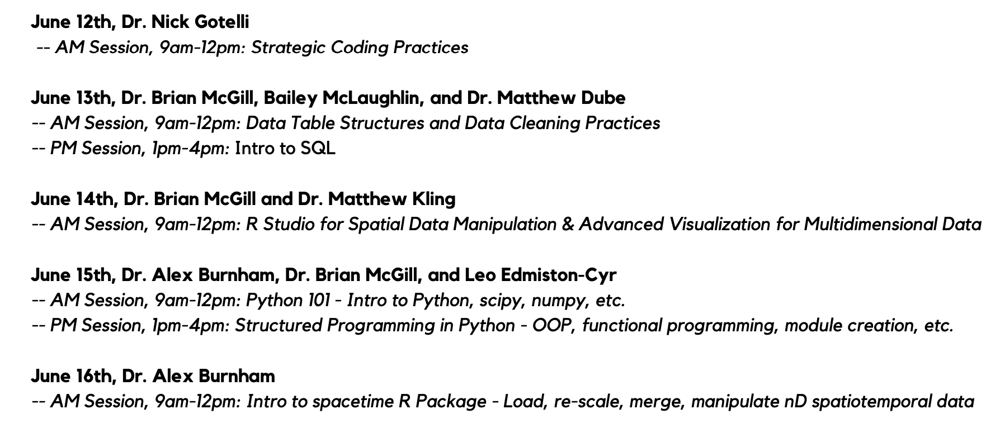 June 12th, Dr. Nick Gotelli
-- AM Session, 9am-12pm: Strategic Coding Practices
June 13th, Dr. Brian McGill, Bailey McLaughlin, and Dr. Matthew Dube
-- AM Session, 9am-12pm: Data Table Structures and Data Cleaning Practices
-- PM Session, 1pm-4pm: Intro to SQL
June 14th, Dr. Brian McGill and Dr. Matthew Kling
-- AM Session, 9am-12pm: R Studio for Spatial Data Manipulation & Advanced Visualization for Multidimensional Data
June 15th, Dr. Alex Burnham, Dr. Brian McGill, and Leo Edmiston-Cyr
-- AM Session, 9am-12pm: Python 101 - Intro to Python, scipy, numpy, etc.
-- PM Session, 1pm-4pm: Structured Programming in Python - OOP, functional programming, module creation, etc.
June 16th, Dr. Alex Burnham
-- AM Session, 9am-12pm: Intro to spacetime R Package - Load, re-scale, merge, manipulate nD spatiotemporal data